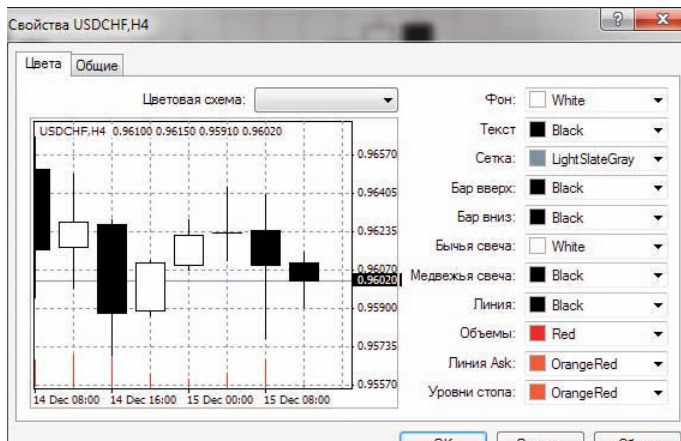 Свойства USDCHF,H4
Цвета Общие
Цветовая схема:
USDCHF,H4 0.96100 0.96150 0.95910 0.96020
0.96570
0.96405
0.96235
0.96070
0.96020
0.95900
0.95735
0.95570
14 Dec 08:00 14 Dec 16:00 15 Dec 00:00 15 Dec 08:00
Фон: White
Текст Black
Сетка: LightSlateGray
Бар вверх: Black
Бар вниз: Black
Бычья свеча: White
Медвежья свеча: Black
Линия: Black
Объемы: Red
Линия Ask: OrangeRed
Уровни стопа: OrangeRed